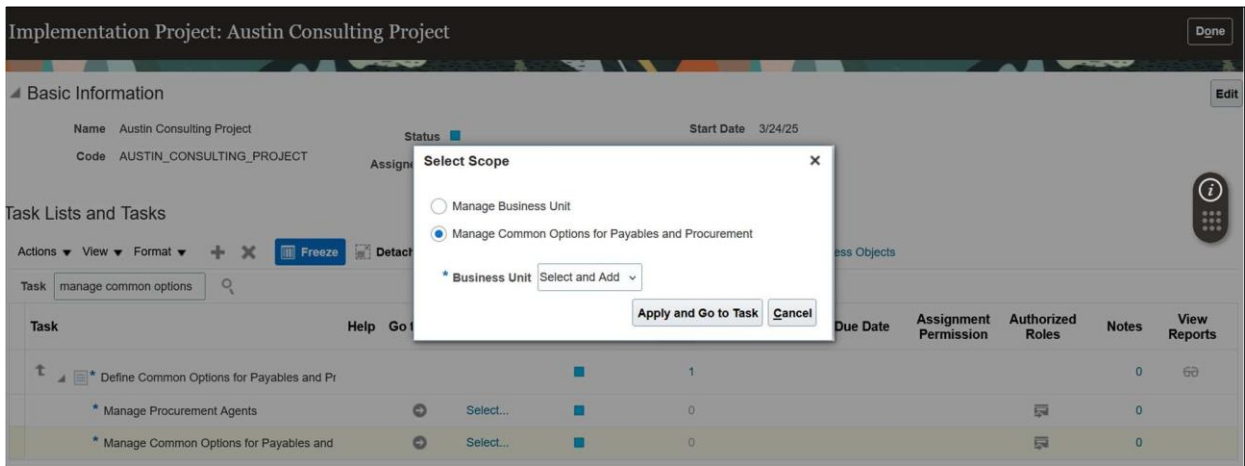 Implementation Project: Austin Consulting Project
Done
Basic Information
Edit
Name Austin Consulting Project
Status
Start Date 3/24/25
Code AUSTIN_CONSULTING_PROJECT
Select Scope
Manage Business Unit
Manage Common Options for Payables and Procurement
* Business Unit Select and Add
Apply and Go to Task Cancel
Task Lists and Tasks
Actions View Format Freeze
Task manage common options
Task Help Due Date Assignment Permission Authorized Roles Notes View Reports
* Define Common Options for Payables and 1 0
* Manage Procurement Agents Select... 0 0
* Manage Common Options for Payables and Select... 0 0